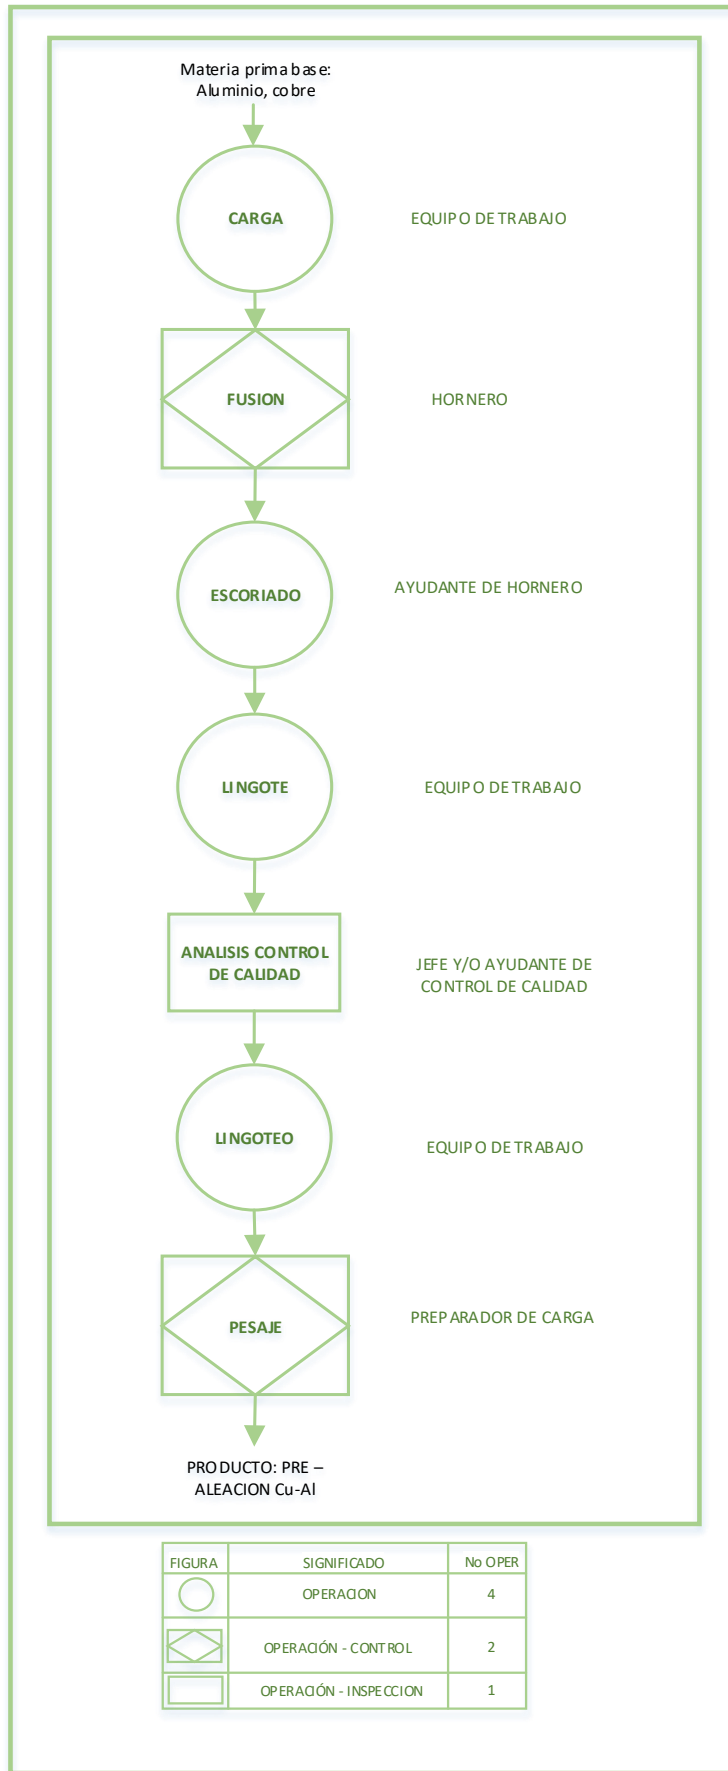 Materia prima base:
Aluminio, cobre
CARGA
EQUIPO DE TRABAJO
FUSION
HORNERO
ESCORIADO
AYUDANTE DE HORNERO
LINGOTE
EQUIPO DE TRABAJO
ANALISIS CONTROL
DE CALIDAD
JEFE Y/O AYUDANTE DE
CONTROL DE CALIDAD
LINGOTEO
EQUIPO DE TRABAJO
PESAJE
PREPARADOR DE CARGA
PRODUCTO: PRE –
ALEACION Cu-Al
FIGURA SIGNIFICADO No OPER
OPERACION 4
OPERACIÓN - CONTROL 2
OPERACIÓN - INSPECCION 1